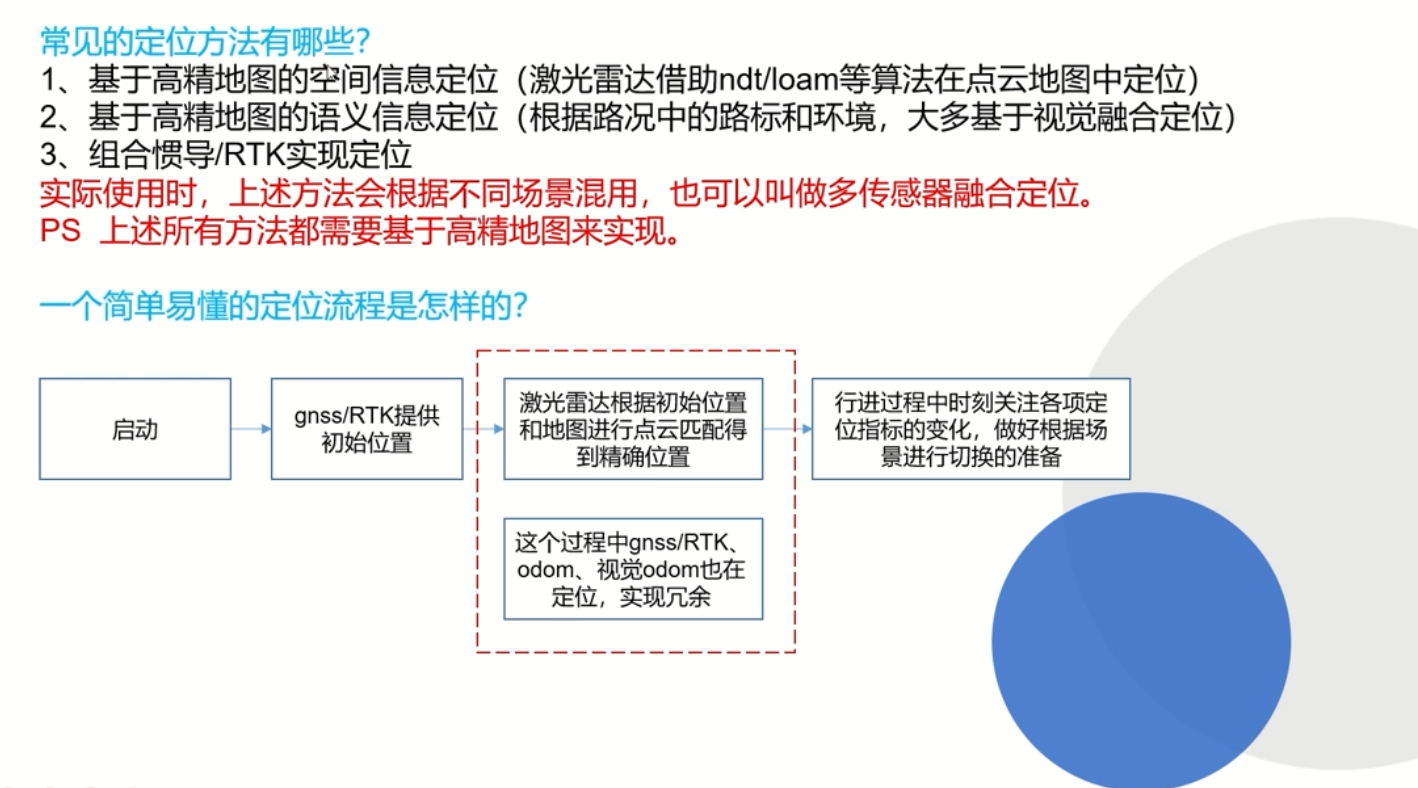 常见的定位方法有哪些？
1、基于高精地图的空间信息定位（激光雷达借助ndt/loam等算法在点云地图中定位）
2、基于高精地图的语义信息定位（根据路况中的路标和环境，大多基于视觉融合定位）
3、组合惯导/RTK实现定位
实际使用时，上述方法会根据不同场景混用，也可以叫做多传感器融合定位。
PS 上述所有方法都需要基于高精地图来实现。
一个简单易懂的定位流程是怎样的？
启动
gnss/RTK提供
初始位置
激光雷达根据初始位置
和地图进行点云匹配得
到精确位置
行进过程中时刻关注各项定
位指标的变化，做好根据场
景进行切换的准备
这个过程中gnss/RTK、
odom、视觉odom也在
定位，实现冗余